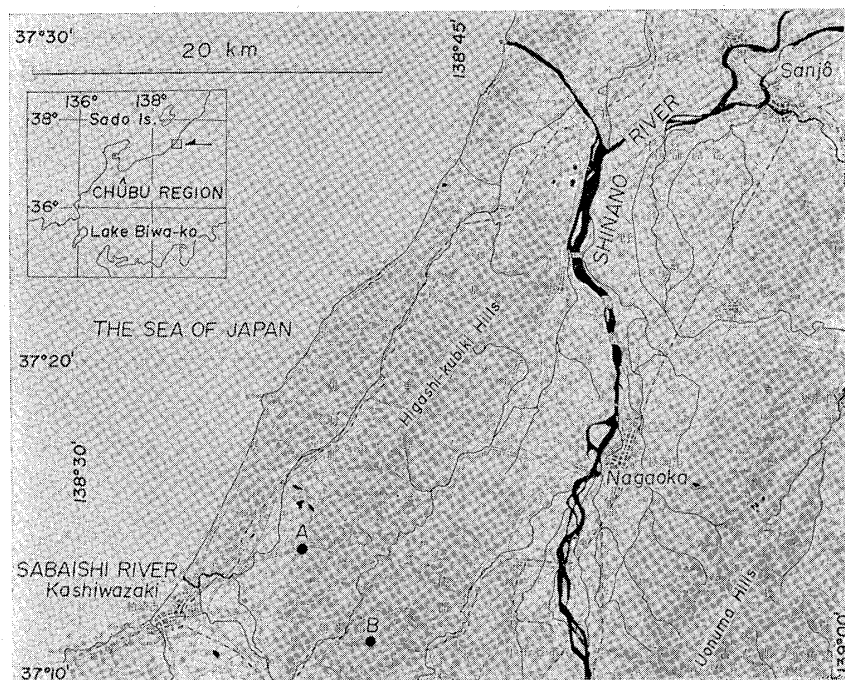 37°30'
20 km
138°45'
Sanjô
136° 138°
Sado Is.
38°
CHŪBU REGION
36°
Lake Biwa-ko
SHINANO RIVER
THE SEA OF JAPAN
Higashi-kubiki Hills
37°20'
138°30'
Nagaoka
A
SABAISHI RIVER
Kashiwazaki
B
Uonuma Hills
37°10'
139°00'